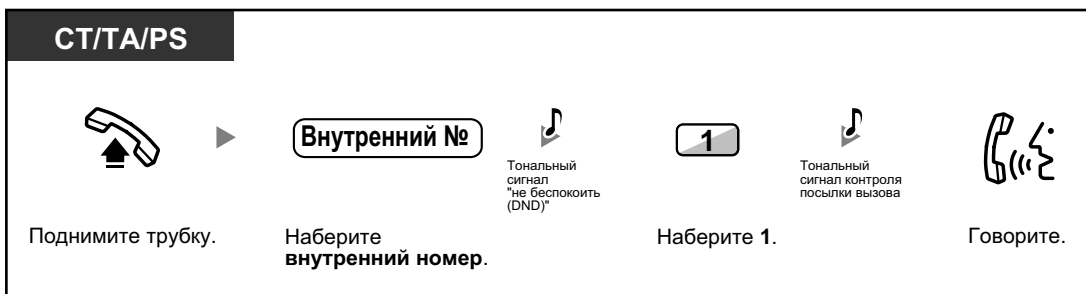 CT/TA/PS
Внутренний №
1
Тональный
сигнал
"не беспокоить
(DND)"
Тональный
сигнал контроля
посылки вызова
Поднимите трубку.
Наберите
внутренний номер.
Наберите 1.
Говорите.